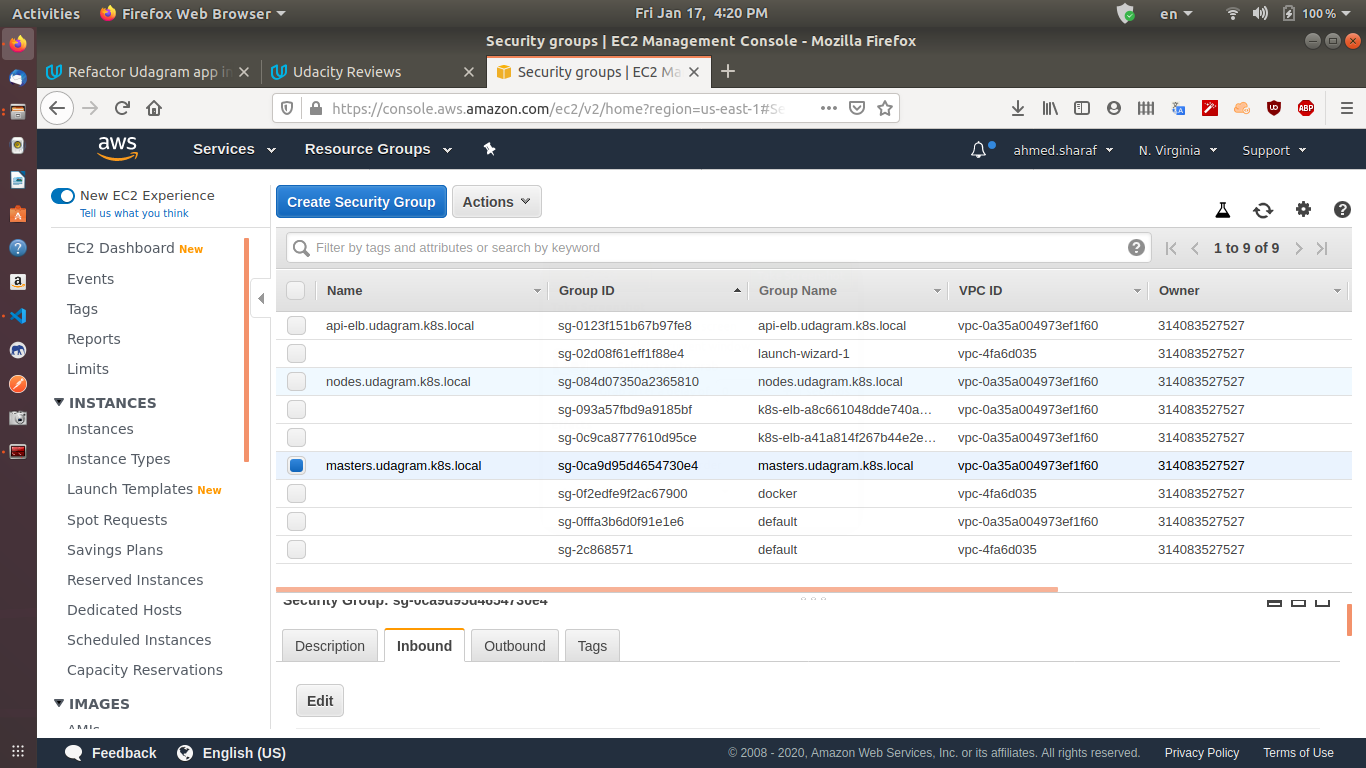 Activities Firefox Web Browser Fri Jan 17, 4:20 PM en 100 %
Security groups | EC2 Management Console - Mozilla Firefox
Refactor Udagram app in Udacity Reviews Security groups | EC2 Ma
https://console.aws.amazon.com/ec2/v2/home?region=us-east-1#Se
aws Services Resource Groups ahmed.sharaf N. Virginia Support
New EC2 Experience
Tell us what you think
Create Security Group Actions
EC2 Dashboard New
Events
Tags
Reports
Limits
INSTANCES
Instances
Instance Types
Launch Templates New
Spot Requests
Savings Plans
Reserved Instances
Dedicated Hosts
Scheduled Instances
Capacity Reservations
IMAGES
AMIs
Filter by tags and attributes or search by keyword 1 to 9 of 9
Name Group ID Group Name VPC ID Owner
api-elb.udagram.k8s.local sg-0123f151b67b97fe8 api-elb.udagram.k8s.local vpc-0a35a004973ef1f60 314083527527
sg-02d08f61eff1f88e4 launch-wizard-1 vpc-4fa6d035 314083527527
nodes.udagram.k8s.local sg-084d07350a2365810 nodes.udagram.k8s.local vpc-0a35a004973ef1f60 314083527527
sg-093a57fbd9a9185bf k8s-elb-a8c661048dde740a… vpc-0a35a004973ef1f60 314083527527
sg-0c9ca8777610d95ce k8s-elb-a41a814f267b44e2e… vpc-0a35a004973ef1f60 314083527527
masters.udagram.k8s.local sg-0ca9d95d4654730e4 masters.udagram.k8s.local vpc-0a35a004973ef1f60 314083527527
sg-0f2edfe9f2ac67900 docker vpc-4fa6d035 314083527527
sg-0fffa3b6d0f91e1e6 default vpc-0a35a004973ef1f60 314083527527
sg-2c868571 default vpc-4fa6d035 314083527527
Security Group: sg-0ca9d95d4654730e4
Description Inbound Outbound Tags
Edit
Feedback English (US) © 2008 - 2020, Amazon Web Services, Inc. or its affiliates. All rights reserved. Privacy Policy Terms of Use